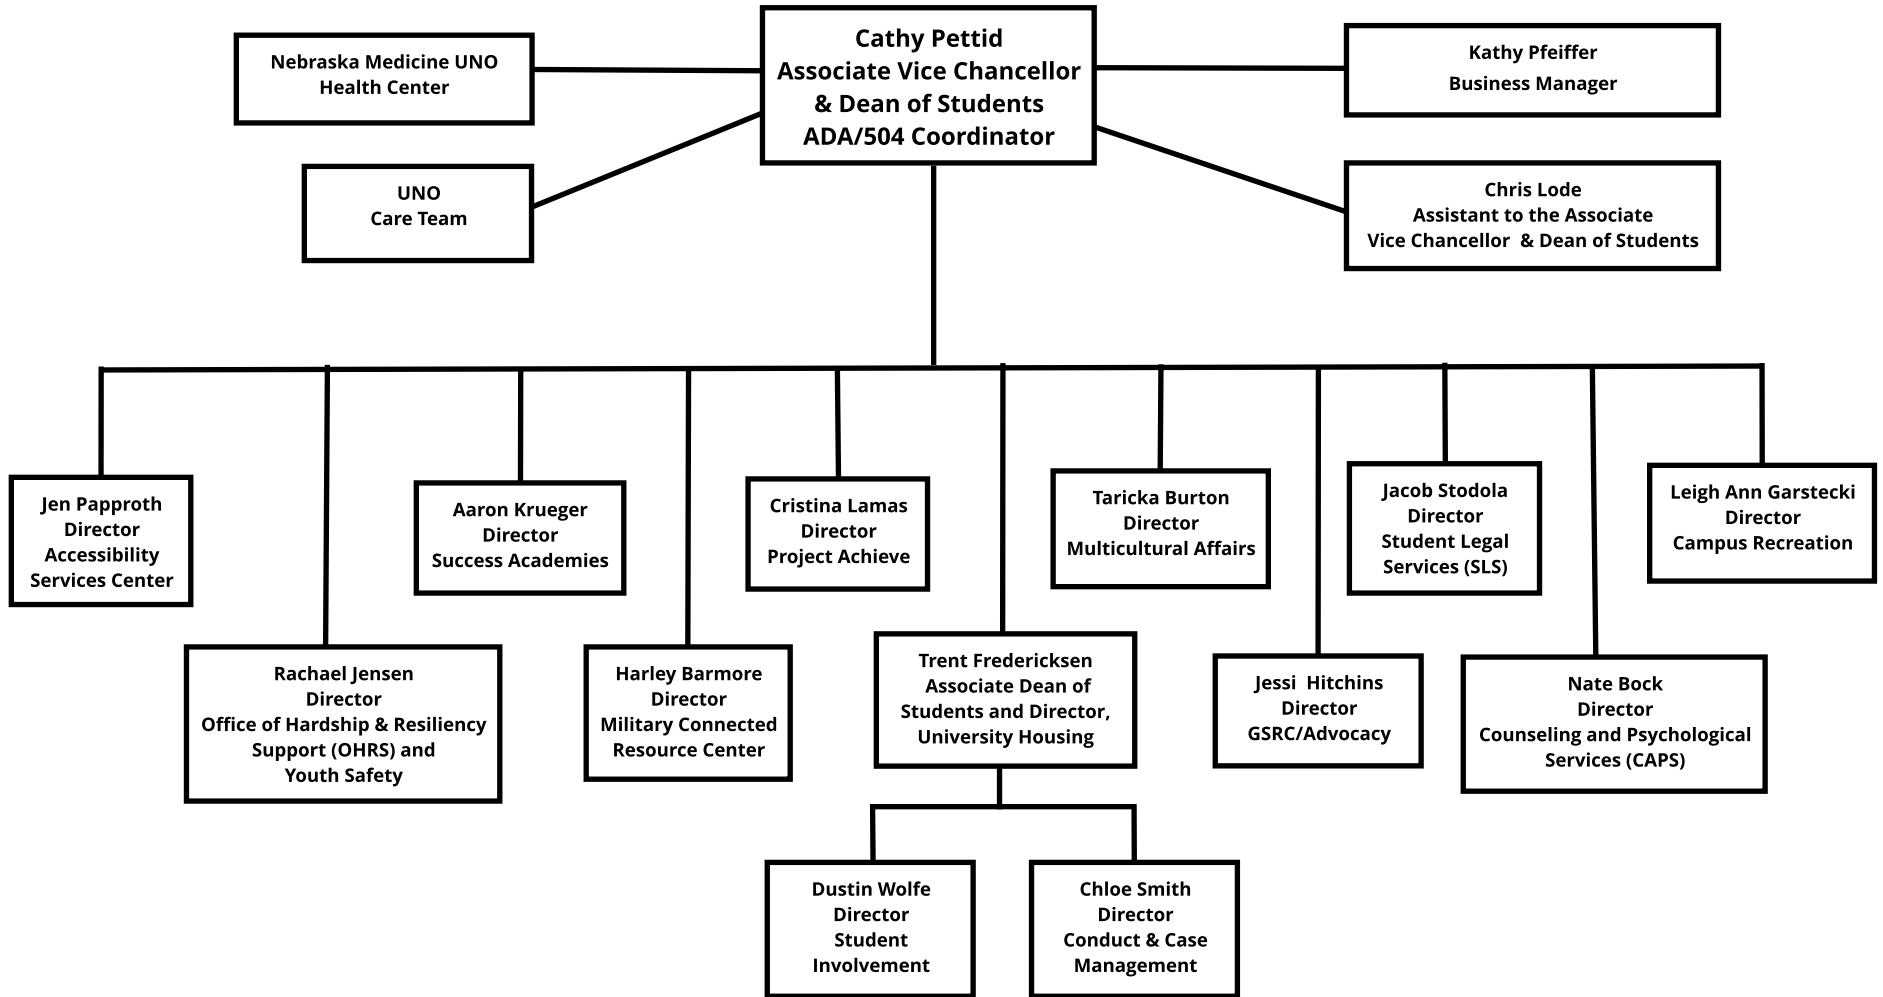 Nebraska Medicine UNO
Health Center
Cathy Pettid
Associate Vice Chancellor
& Dean of Students
ADA/504 Coordinator
Kathy Pfeiffer
Business Manager
UNO
Care Team
Chris Lode
Assistant to the Associate
Vice Chancellor & Dean of Students
Jen Papproth
Director
Accessibility
Services Center
Aaron Krueger
Director
Success Academies
Cristina Lamas
Director
Project Achieve
Taricka Burton
Director
Multicultural Affairs
Jacob Stodola
Director
Student Legal
Services (SLS)
Leigh Ann Garstecki
Director
Campus Recreation
Rachael Jensen
Director
Office of Hardship & Resiliency
Support (OHRS) and
Youth Safety
Harley Barmore
Director
Military Connected
Resource Center
Trent Fredericksen
Associate Dean of
Students and Director,
University Housing
Jessi Hitchins
Director
GSRC/Advocacy
Nate Bock
Director
Counseling and Psychological
Services (CAPS)
Dustin Wolfe
Director
Student
Involvement
Chloe Smith
Director
Conduct & Case
Management